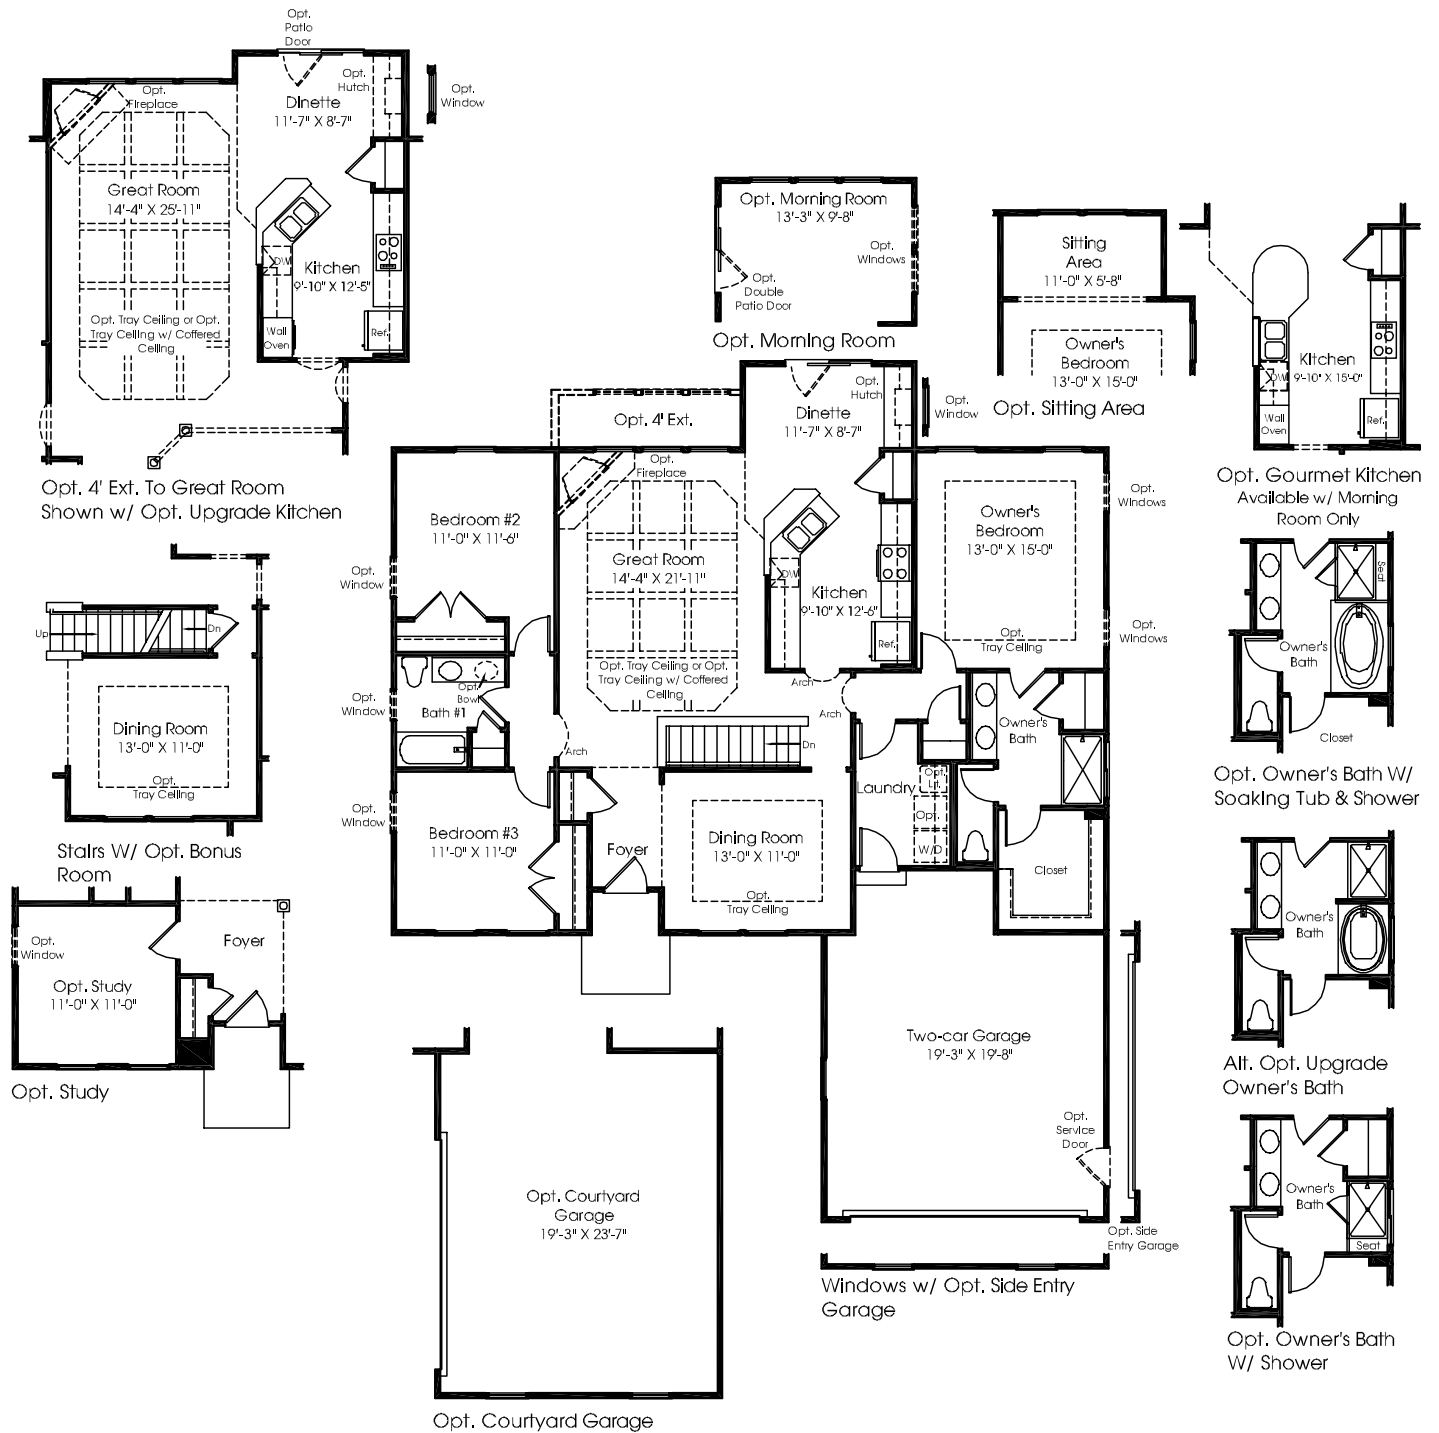 Opt.
Patio
Door
Opt.
Hutch
Opt.
Window
Opt.
Fireplace
Dinette
11'-7" X 8'-7"
Great Room
14'-4" X 25'-11"
DW
Kitchen
9'-10" X 12'-5"
Opt. Tray Ceiling or Opt.
Tray Ceiling w/ Coffered
Ceiling
Wall
Oven
Ref.
Opt. 4' Ext. To Great Room
Shown w/ Opt. Upgrade Kitchen
Opt. Morning Room
13'-3" X 9'-8"
Opt.
Windows
Opt.
Double
Patio Door
Opt. Morning Room
Sitting
Area
11'-0" X 5'-8"
Owner's
Bedroom
13'-0" X 15'-0"
Opt. Sitting Area
Kitchen
9'-10" X 15'-0"
DW
Wall
Oven
Ref.
Opt. Gourmet Kitchen
Available w/ Morning
Room Only
Up
Dn
Dining Room
13'-0" X 11'-0"
Opt.
Tray Ceiling
Stairs W/ Opt. Bonus
Room
Opt.
Window
Foyer
Opt. Study
11'-0" X 11'-0"
Opt. Study
Opt. 4' Ext.
Opt.
Hutch
Opt.
Window
Dinette
11'-7" X 8'-7"
Opt.
Fireplace
Bedroom #2
11'-0" X 11'-6"
Opt.
Window
Great Room
14'-4" X 21'-11"
DW
Kitchen
9'-10" X 12'-6"
Ref.
Opt. Tray Ceiling or Opt.
Tray Ceiling w/ Coffered
Ceiling
Owner's
Bedroom
13'-0" X 15'-0"
Opt.
Tray Ceiling
Opt.
Windows
Opt.
Windows
Opt.
Window
Opt.
Bowl
Bath #1
Arch
Arch
Arch
Dn
Owner's
Bath
Opt.
Window
Bedroom #3
11'-0" X 11'-0"
Foyer
Dining Room
13'-0" X 11'-0"
Opt.
Tray Ceiling
Laundry
Opt.
L.T.
Opt.
W/D
Closet
Two-car Garage
19'-3" X 19'-8"
Opt.
Service
Door
Opt. Side
Entry Garage
Windows w/ Opt. Side Entry
Garage
Opt. Courtyard
Garage
19'-3" X 23'-7"
Opt. Courtyard Garage
Seat
Owner's
Bath
Closet
Opt. Owner's Bath W/
Soaking Tub & Shower
Owner's
Bath
Alt. Opt. Upgrade
Owner's Bath
Owner's
Bath
Seat
Opt. Owner's Bath
W/ Shower